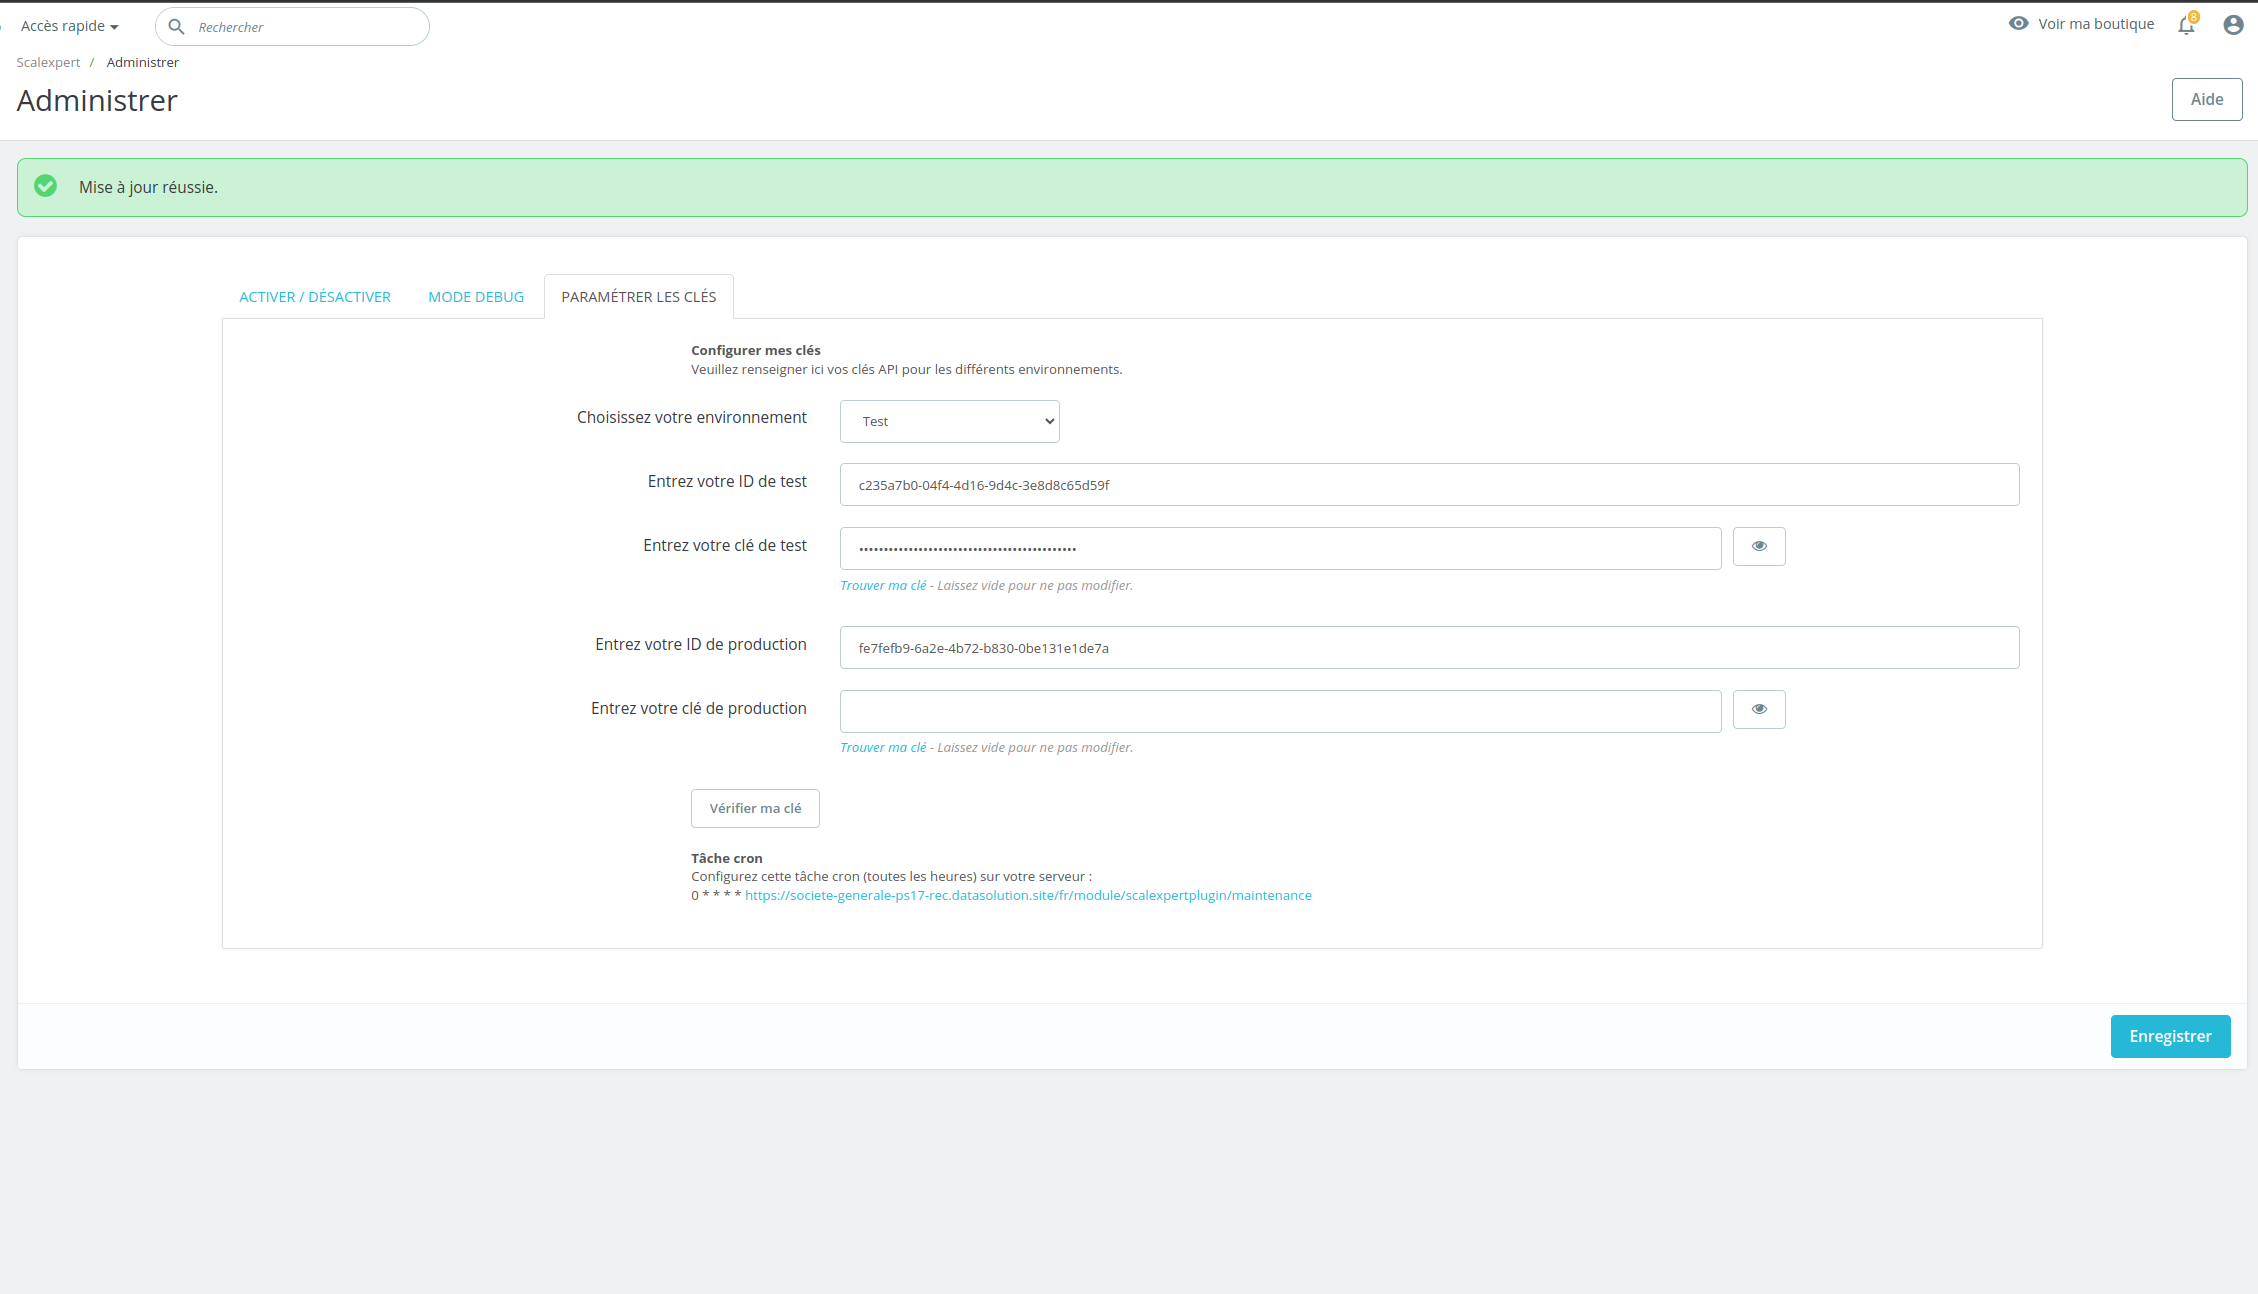 Accès rapide
Rechercher
Voir ma boutique
8
Scalexpert / Administrer
Administrer
Aide
Mise à jour réussie.
ACTIVER / DÉSACTIVER
MODE DEBUG
PARAMÉTRER LES CLÉS
Configurer mes clés
Veuillez renseigner ici vos clés API pour les différents environnements.
Choisissez votre environnement
Test
Entrez votre ID de test
c235a7b0-04f4-4d16-9d4c-3e8d8c65d59f
Entrez votre clé de test
Trouver ma clé - Laissez vide pour ne pas modifier.
Entrez votre ID de production
fe7fefb9-6a2e-4b72-b830-0be131e1de7a
Entrez votre clé de production
Trouver ma clé - Laissez vide pour ne pas modifier.
Vérifier ma clé
Tâche cron
Configurez cette tâche cron (toutes les heures) sur votre serveur :
0 * * * * https://societe-generale-ps17-rec.datasolution.site/fr/module/scalexpertplugin/maintenance
Enregistrer